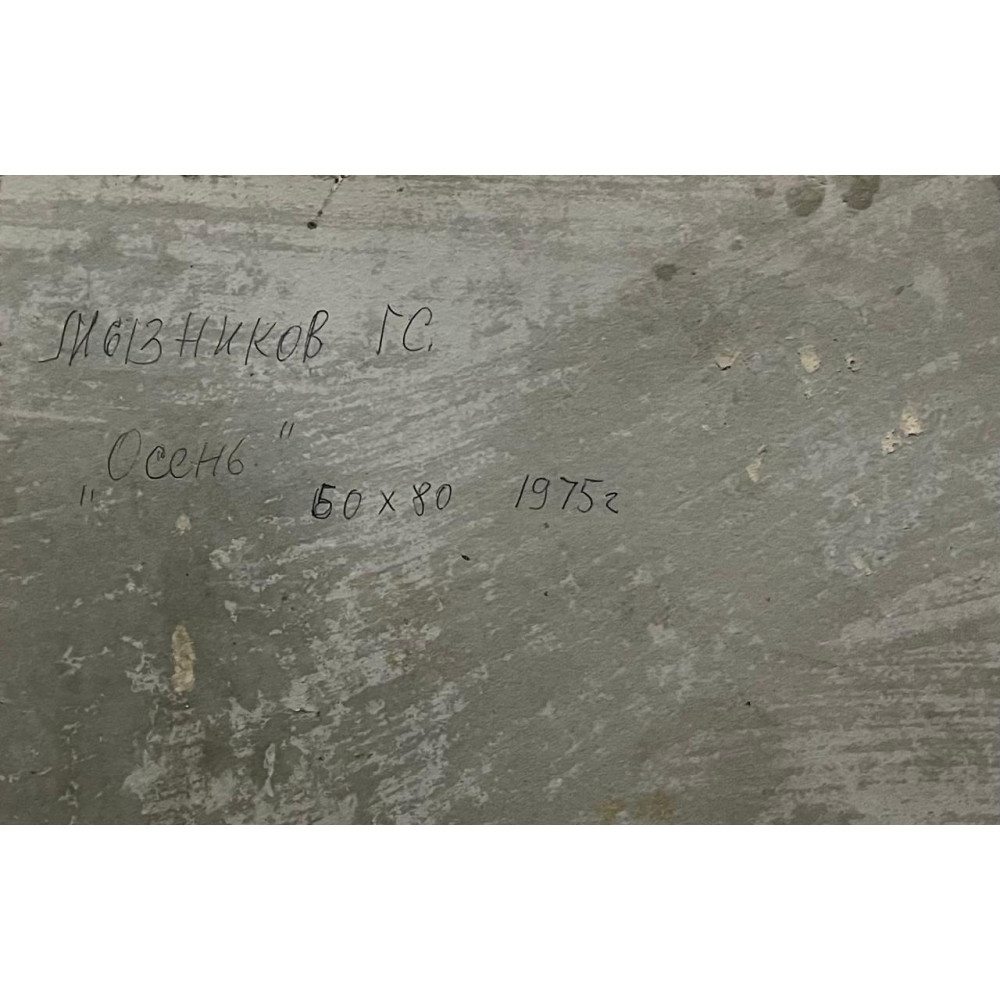 Мызников Г.С.
"Осень"
60 х 80 1975г